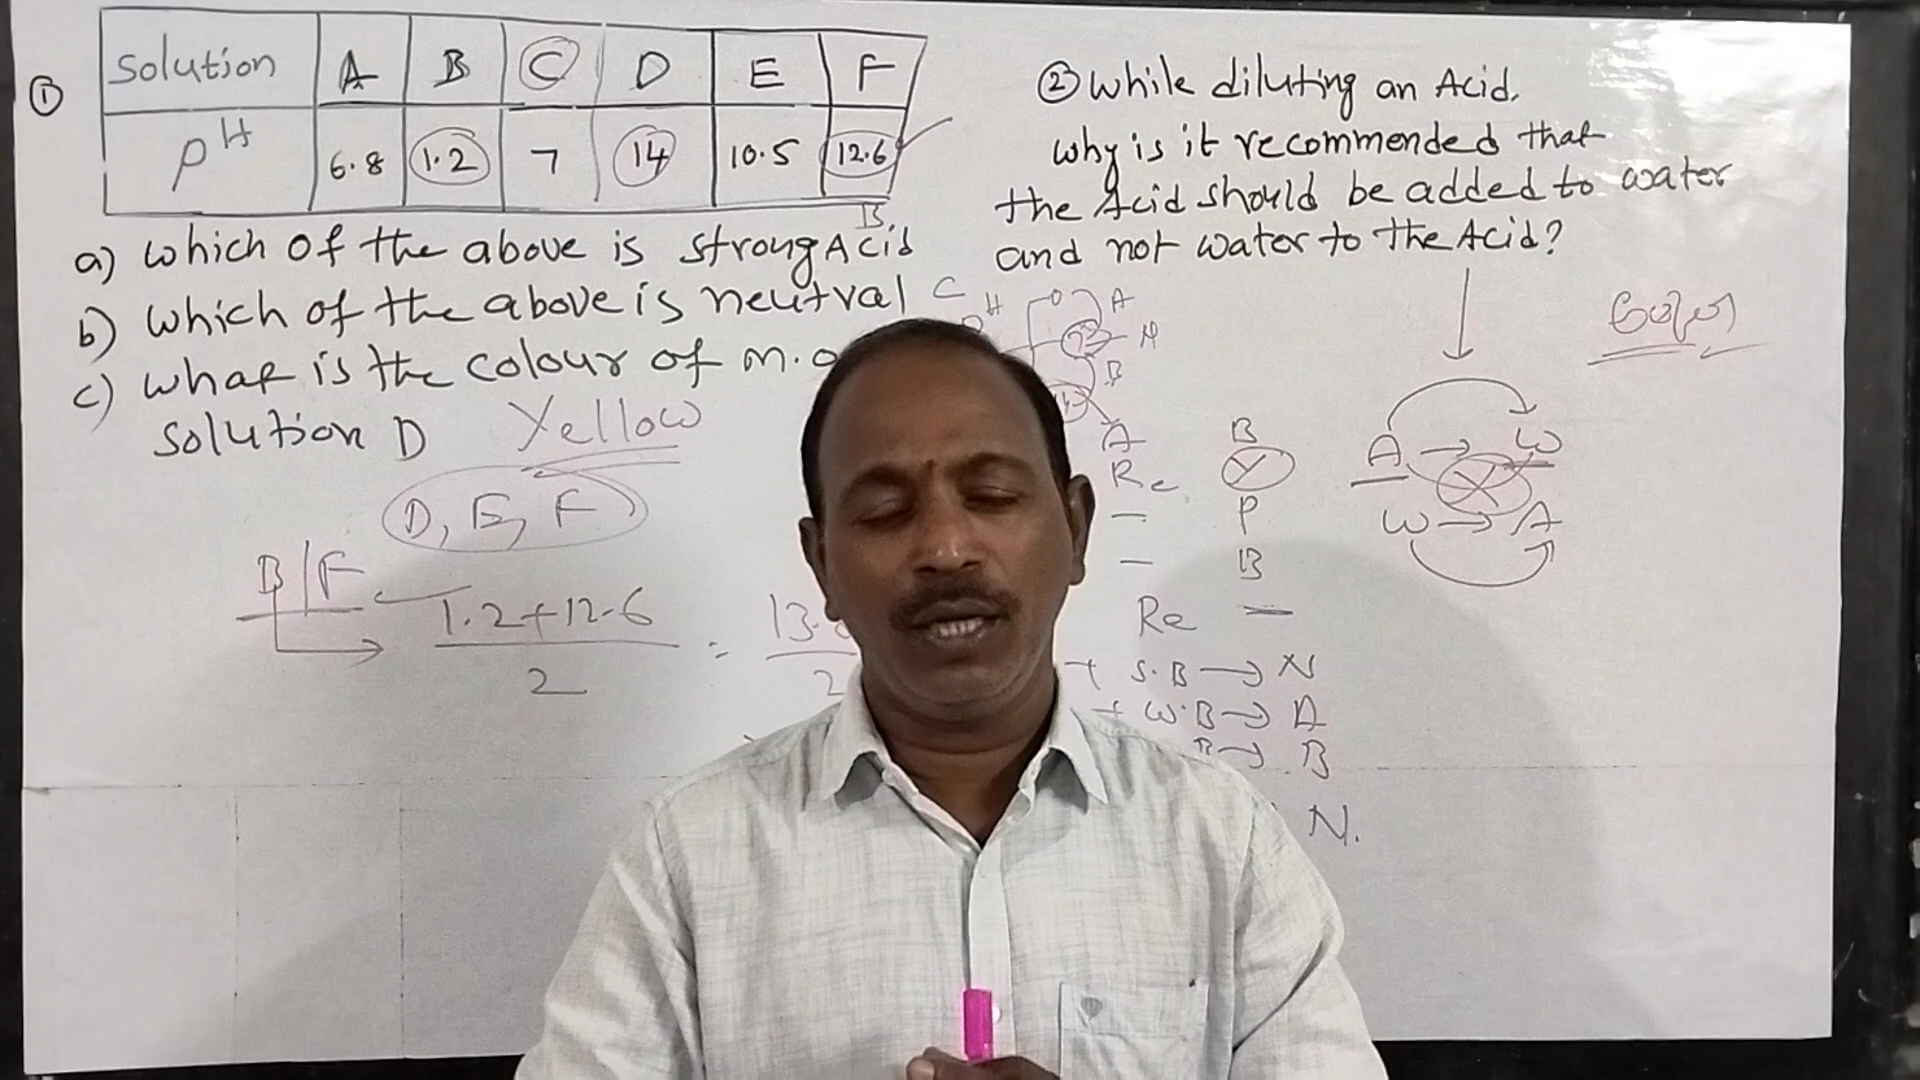 ①
Solution A B C D E F
pH 6.8 1.2 7 14 10.5 12.6
B
a) Which of the above is strong Acid
b) Which of the above is neutral C
c) What is the colour of m.o
solution D Yellow
D, E, F
B/F
1.2+12.6
2
=
13.
2
② While diluting an Acid.
why is it recommended that
the Acid should be added to water
and not water to the Acid?
H O A
N
B
A B
Re Y
– P
– B
Re –
+ S.B → N
+ W.B → A
B → B
N.
A → W
X
W → A